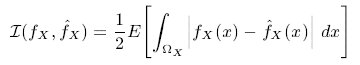 $\mathcal{I}(f_X, \hat{f}_X) = \frac{1}{2} E\left[\int_{\Omega_X} \left| f_X(x) - \hat{f}_X(x) \right| \, dx\right]$